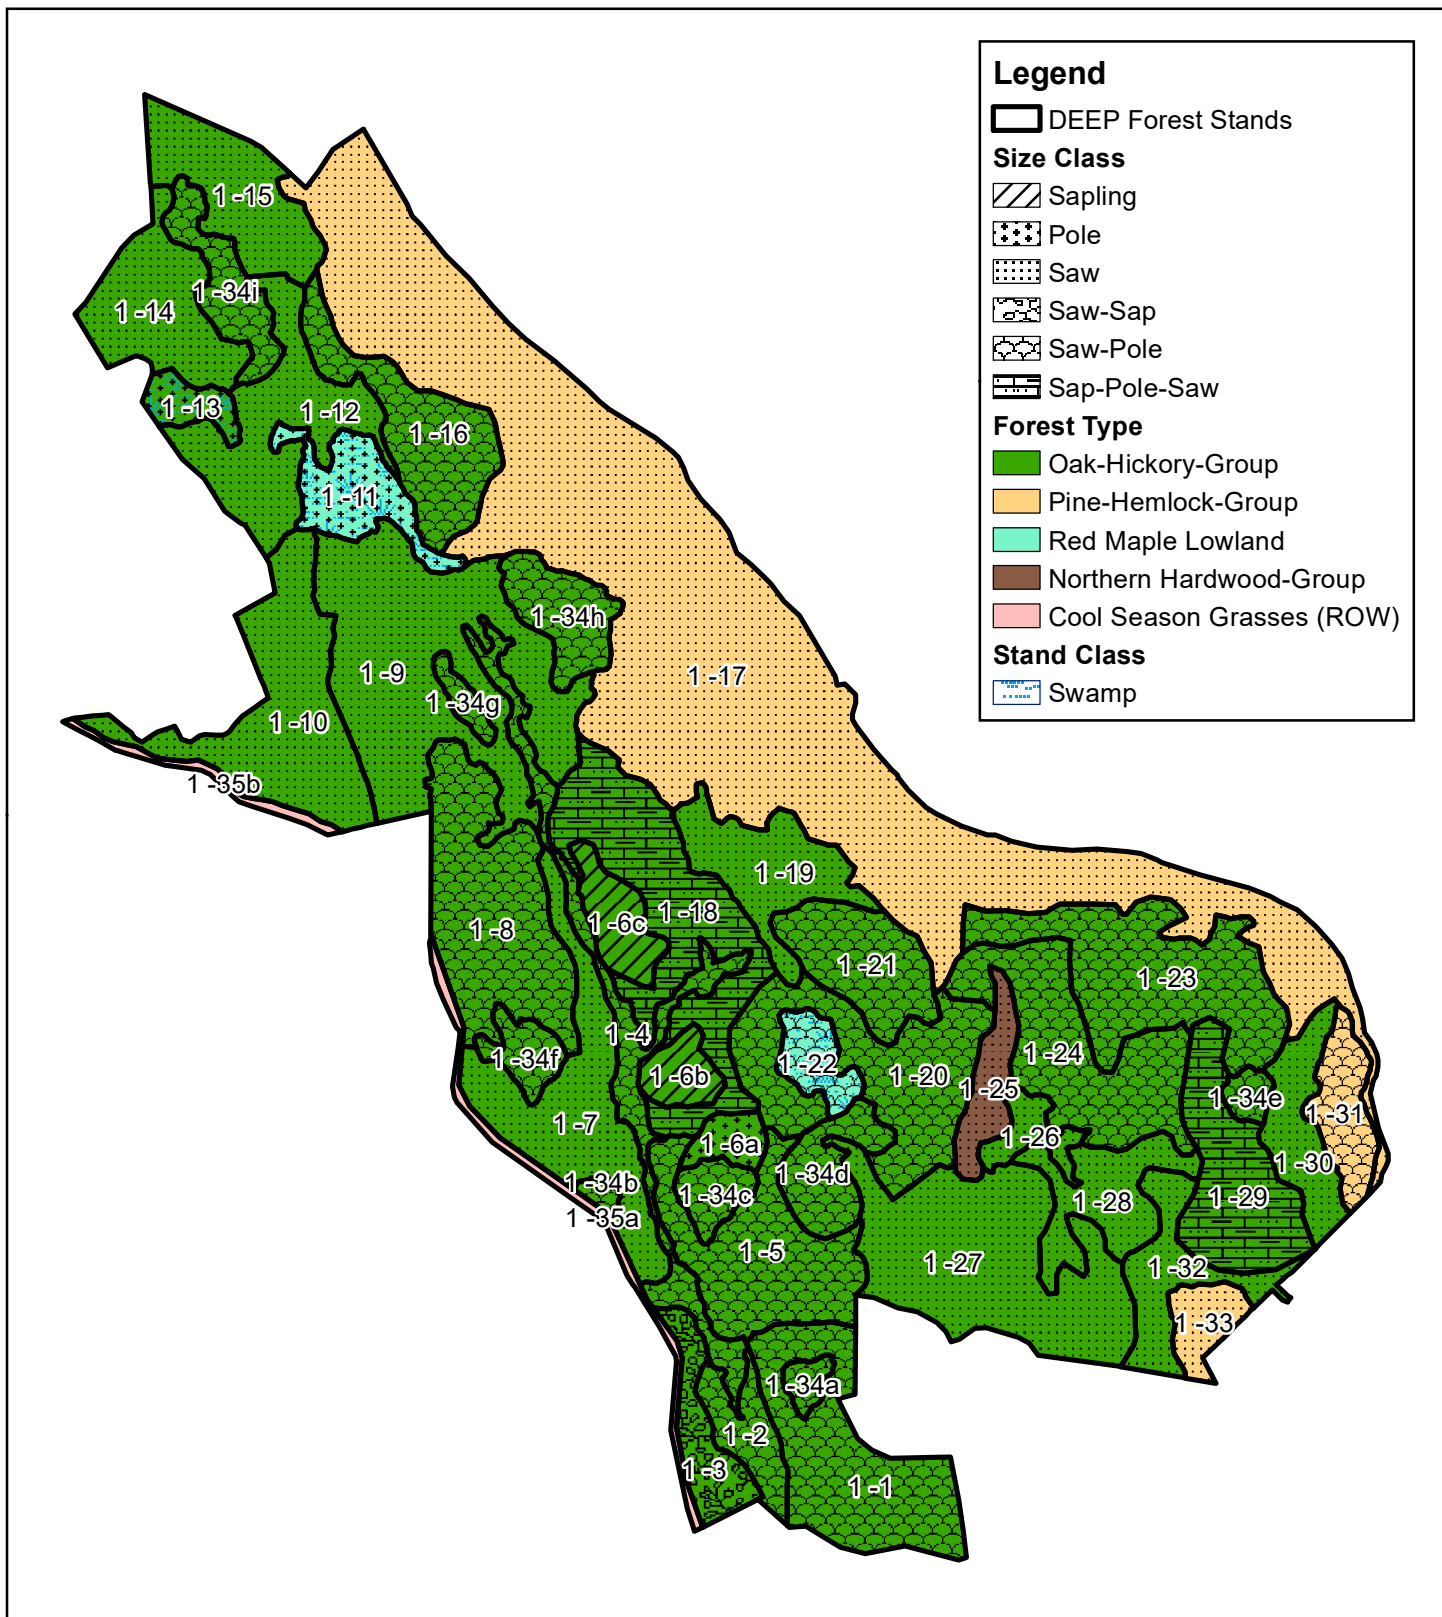 Legend
DEEP Forest Stands
Size Class
Sapling
Pole
Saw
Saw-Sap
Saw-Pole
Sap-Pole-Saw
Forest Type
Oak-Hickory-Group
Pine-Hemlock-Group
Red Maple Lowland
Northern Hardwood-Group
Cool Season Grasses (ROW)
Stand Class
Swamp
1 -15
1 -34i
1 -14
1 -13
1 -12
1 -16
1 -11
1 -34h
1 -9
1 -17
1 -34g
1 -10
1 -35b
1 -19
1 -18
1 -6c
1 -8
1 -21
1 -23
1 -4
1 -34f
1 -22
1 -24
1 -6b
1 -20
1 -25
1 -34e
1 -31
1 -7
1 -6a
1 -26
1 -30
1 -34d
1 -34b
1 -34c
1 -28
1 -29
1 -35a
1 -5
1 -27
1 -32
1 -33
1 -34a
1 -2
1 -3
1 -1